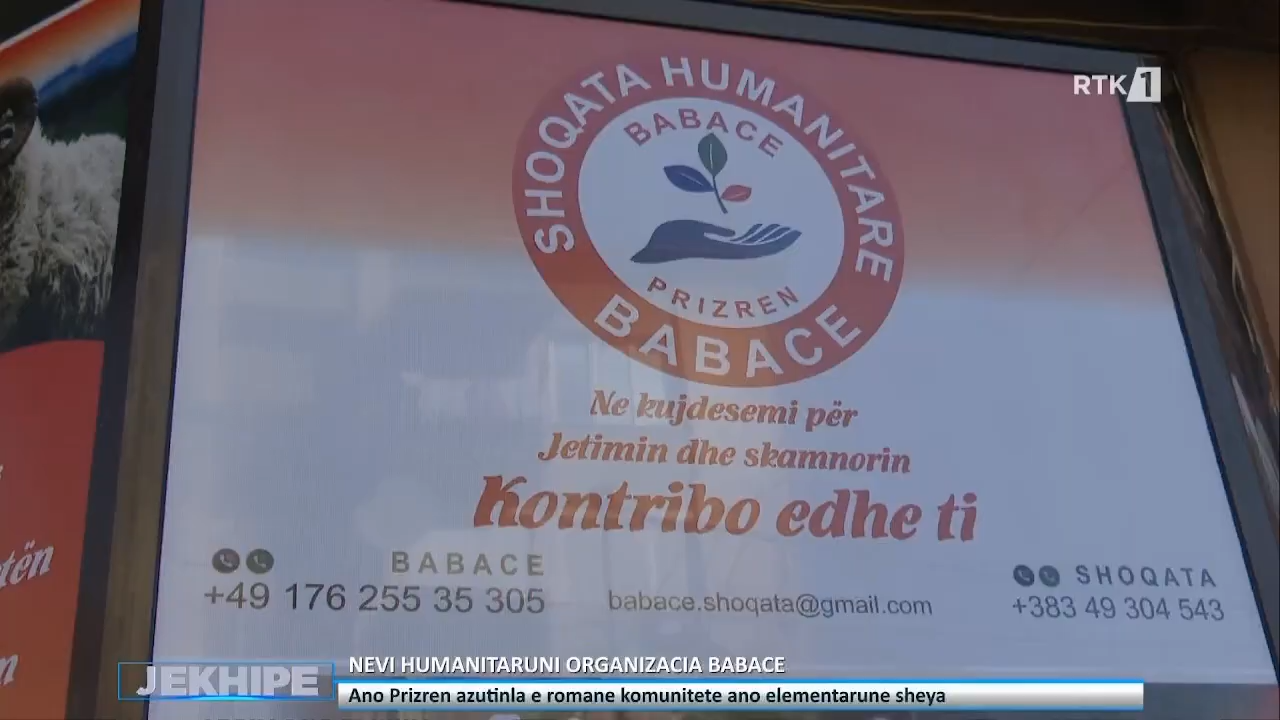 RTK 1
SHOQATA HUMANITARE
BABACE
PRIZREN
BABACE
Ne kujdesemi për
Jetimin dhe skamnorin
Kontribo edhe ti
BABACE
+49 176 255 35 305
babace.shoqata@gmail.com
SHOQATA
+383 49 304 543
tën
JEKHIPE
NEVI HUMANITARUNI ORGANIZACIA BABACE
Ano Prizren azutinla e romane komunitete ano elementarune sheya